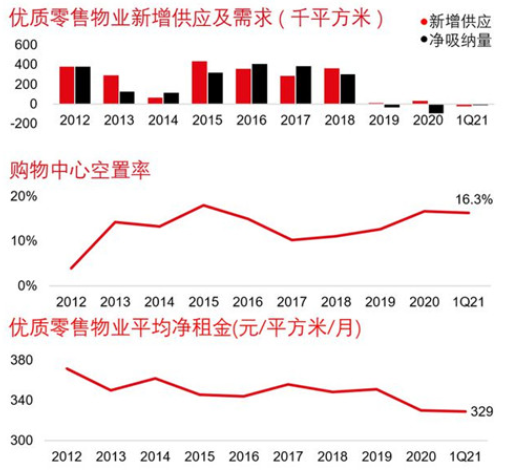 优质零售物业新增供应及需求（千平方米）
●新增供应
●净吸纳量
600
400
200
0
-200
2012 2013 2014 2015 2016 2017 2018 2019 2020 1Q21
购物中心空置率
20%
16.3%
10%
0%
2012 2013 2014 2015 2016 2017 2018 2019 2020 1Q21
优质零售物业平均净租金(元/平方米/月)
380
340
329
300
2012 2013 2014 2015 2016 2017 2018 2019 2020 1Q21